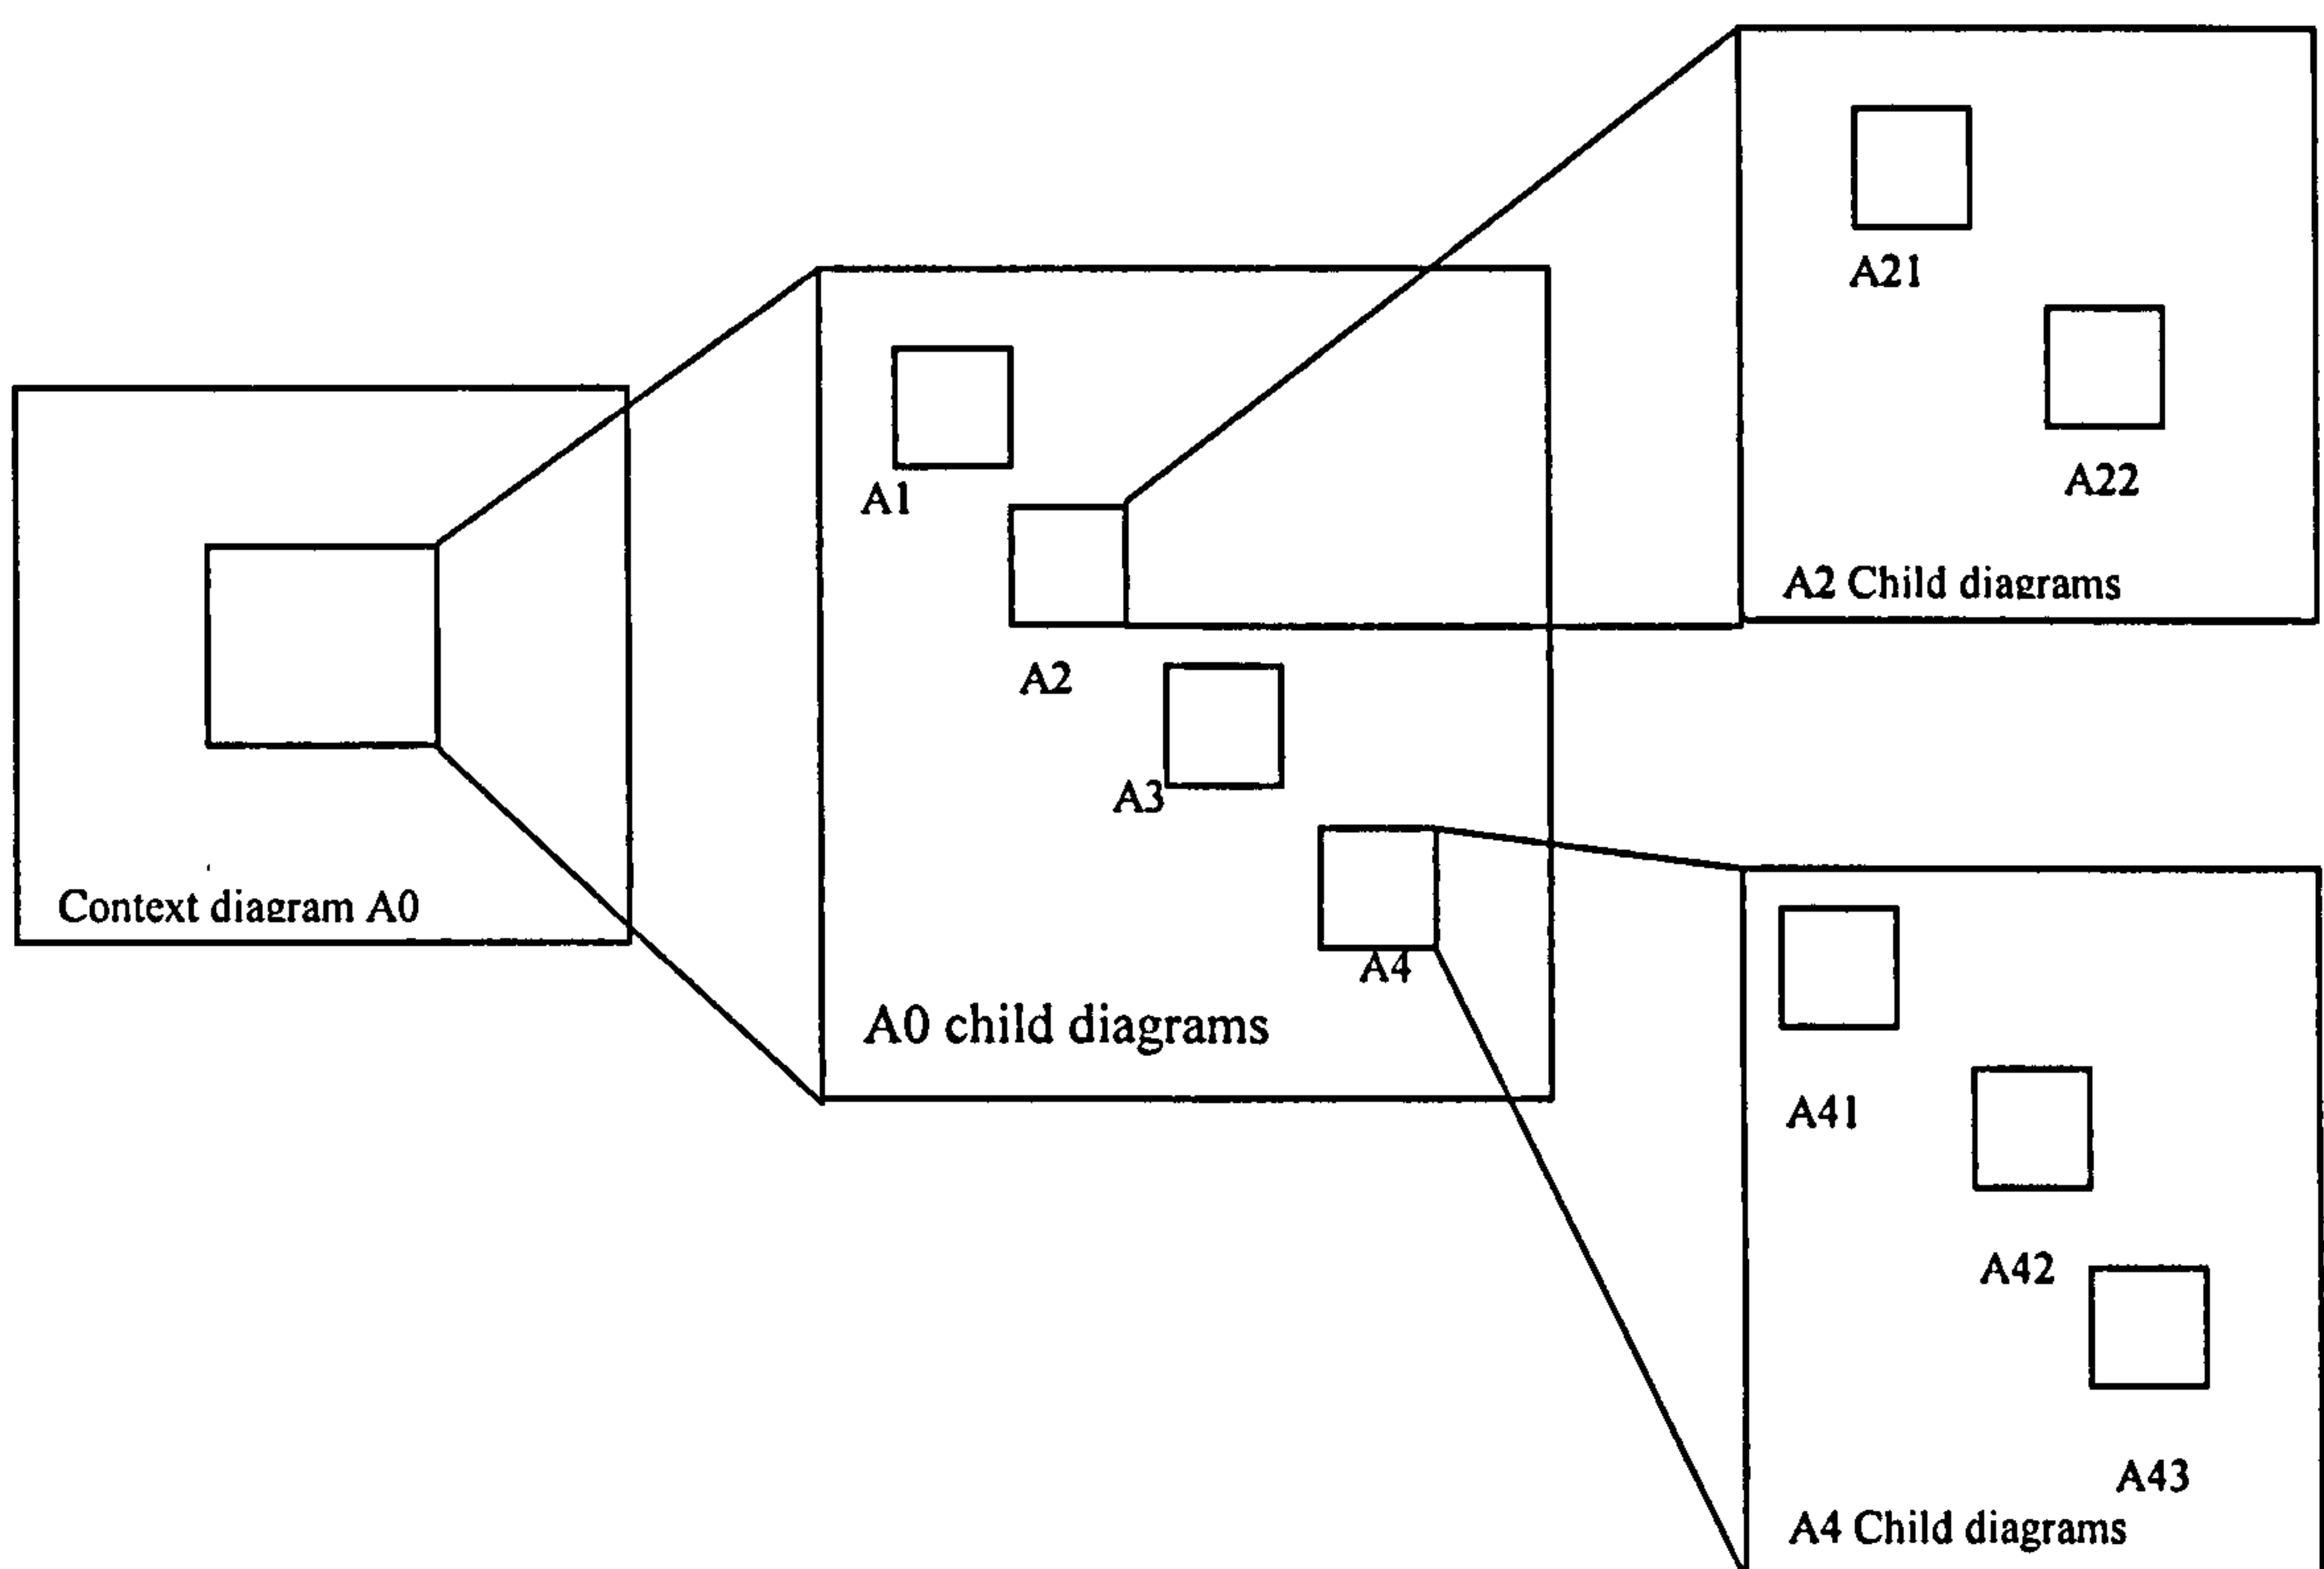 Context diagram A0
A1
A2
A3
A4
A0 child diagrams
A21
A22
A2 Child diagrams
A41
A42
A43
A4 Child diagrams